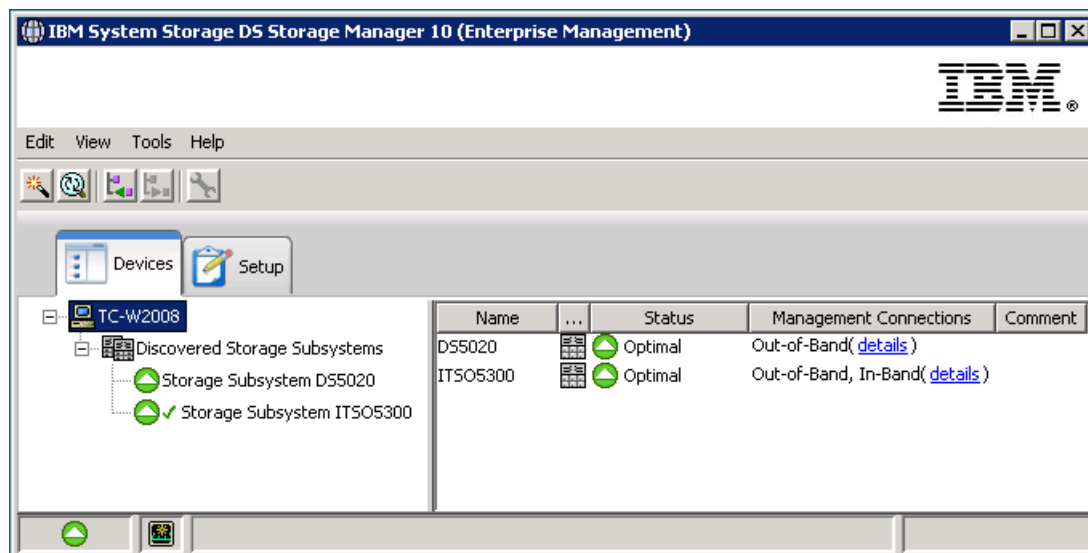 IBM System Storage DS Storage Manager 10 (Enterprise Management)
IBM®
Edit View Tools Help
Devices Setup
TC-W2008
Discovered Storage Subsystems
Storage Subsystem DS5020
Storage Subsystem ITSO5300
Name ... Status Management Connections Comment
DS5020 Optimal Out-of-Band( details )
ITSO5300 Optimal Out-of-Band, In-Band( details )